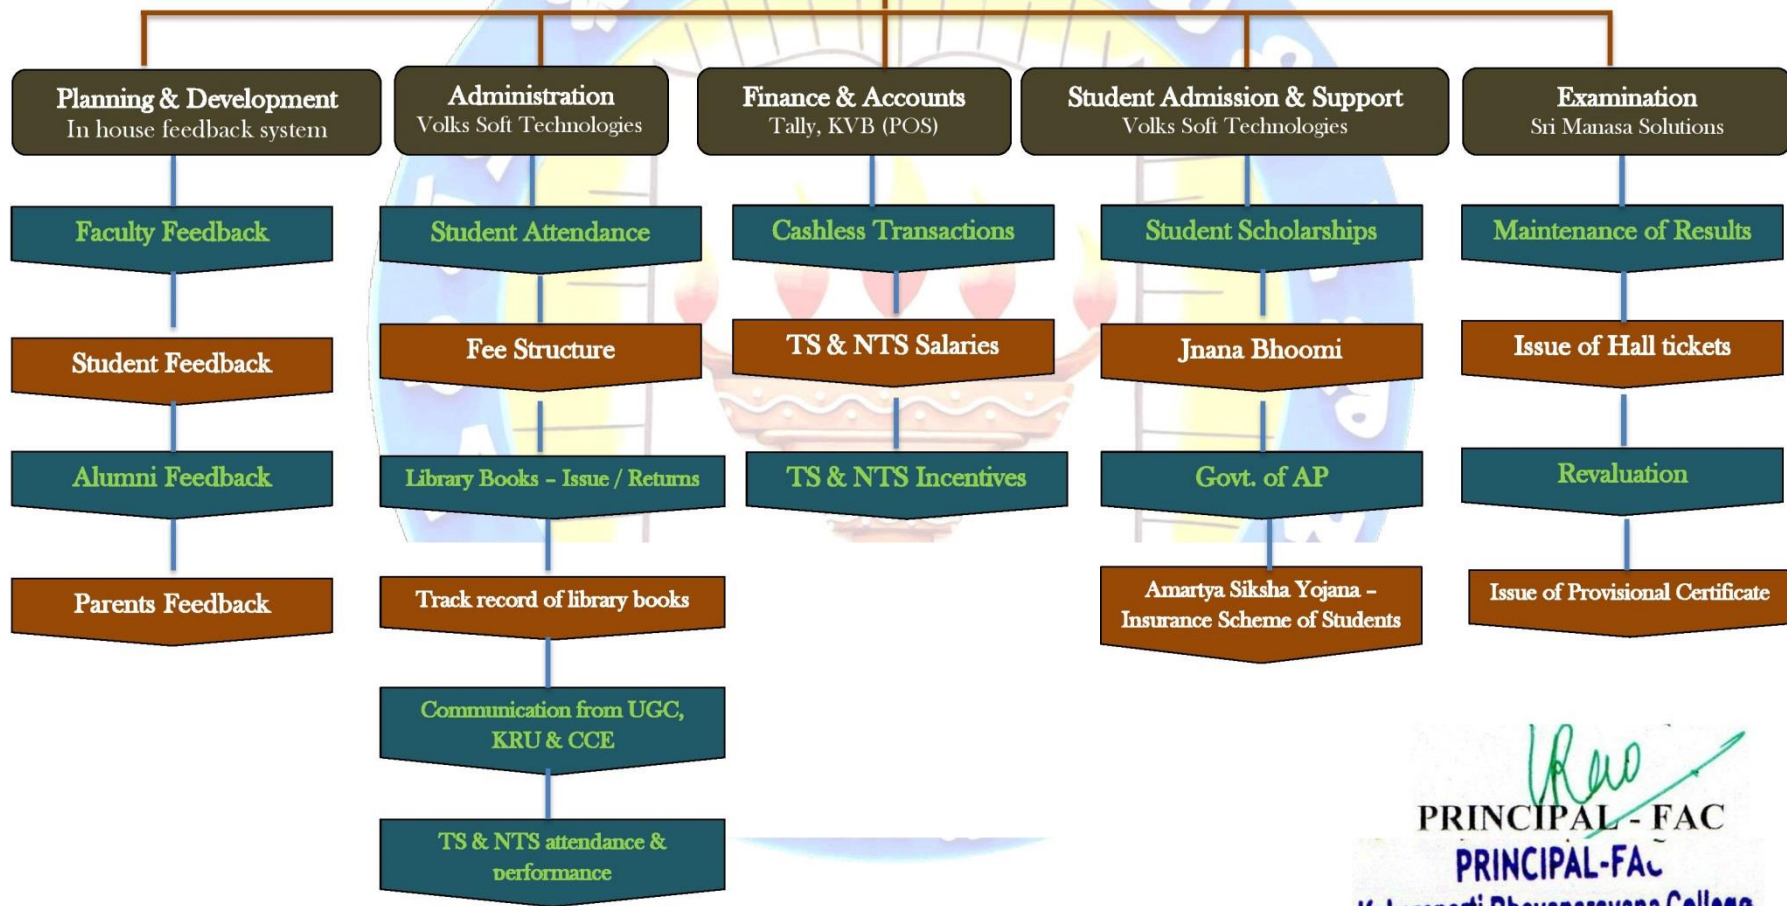 Planning & Development
In house feedback system
Faculty Feedback
Student Feedback
Alumni Feedback
Parents Feedback
Administration
Volks Soft Technologies
Student Attendance
Fee Structure
Library Books – Issue / Returns
Track record of library books
Communication from UGC,
KRU & CCE
TS & NTS attendance &
performance
Finance & Accounts
Tally, KVB (POS)
Cashless Transactions
TS & NTS Salaries
TS & NTS Incentives
Student Admission & Support
Volks Soft Technologies
Student Scholarships
Jnana Bhoomi
Govt. of AP
Amartya Siksha Yojana –
Insurance Scheme of Students
Examination
Sri Manasa Solutions
Maintenance of Results
Issue of Hall tickets
Revaluation
Issue of Provisional Certificate
PRINCIPAL - FAC
PRINCIPAL-FAC
College